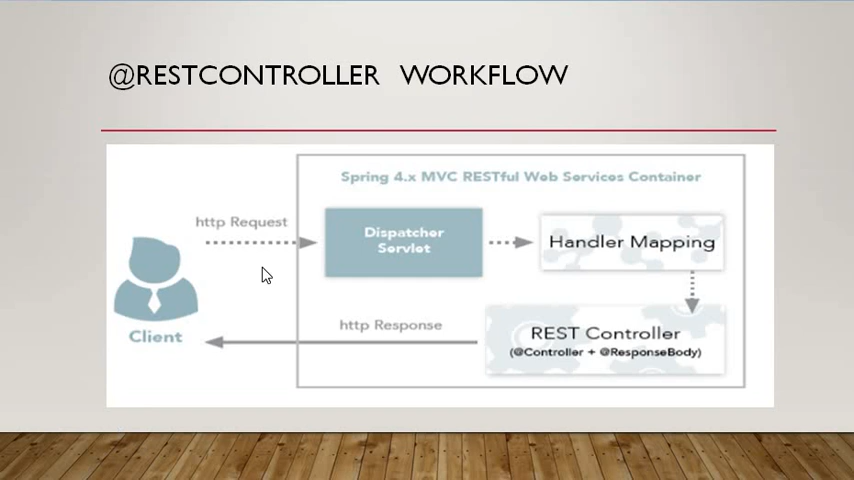 @RESTCONTROLLER WORKFLOW
Spring 4.x MVC RESTful Web Services Container
http Request
Dispatcher
Servlet
Handler Mapping
Client
http Response
REST Controller
(@Controller + @ResponseBody)